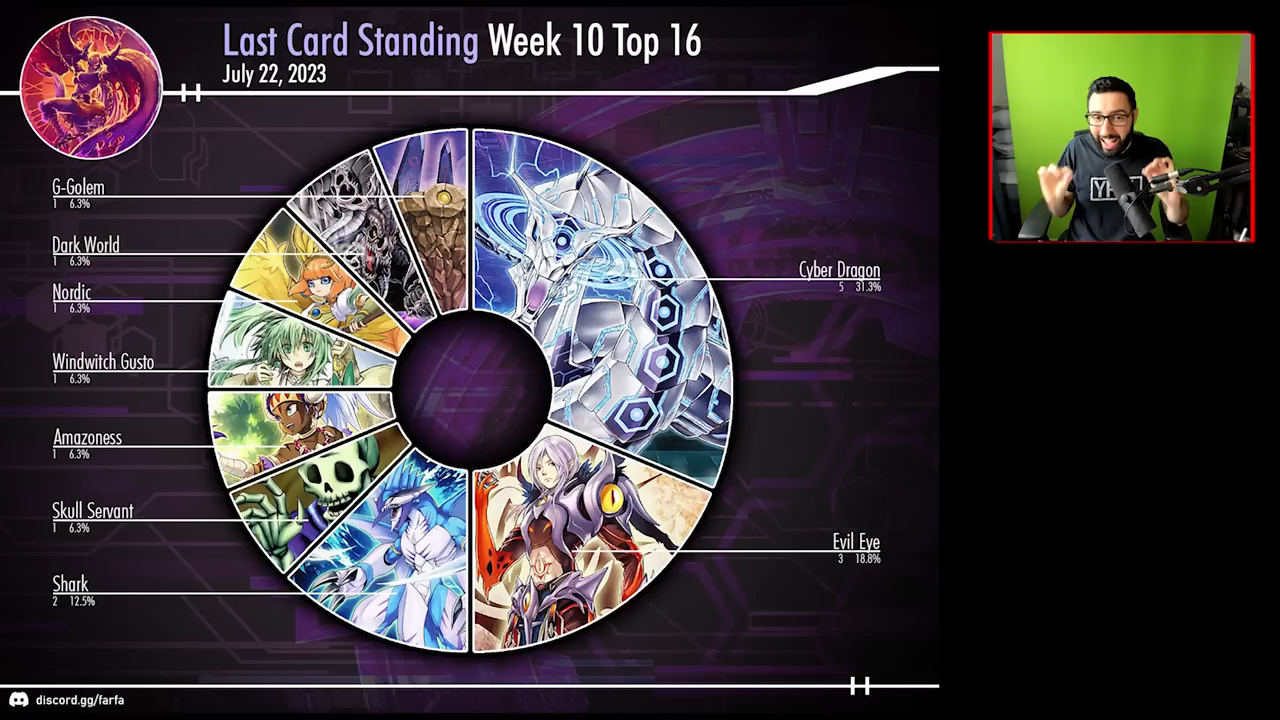 Last Card Standing Week 10 Top 16
July 22, 2023
G-Golem
1 6.3%
Dark World
1 6.3%
Nordic
1 6.3%
Windwitch Gusto
1 6.3%
Amazoness
1 6.3%
Skull Servant
1 6.3%
Shark
2 12.5%
Cyber Dragon
5 31.3%
Evil Eye
3 18.8%
discord.gg/farfa